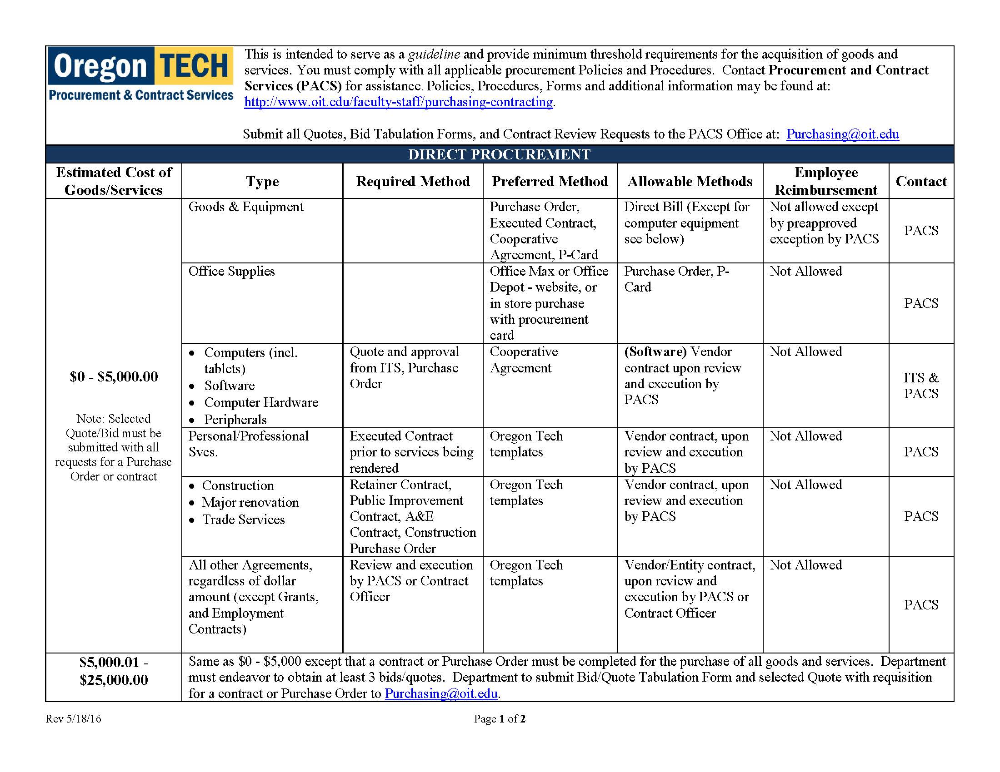 Oregon TECH
Procurement & Contract Services
This is intended to serve as a guideline and provide minimum threshold requirements for the acquisition of goods and
services. You must comply with all applicable procurement Policies and Procedures.  Contact Procurement and Contract
Services (PACS) for assistance. Policies, Procedures, Forms and additional information may be found at:
http://www.oit.edu/faculty-staff/purchasing-contracting.
Submit all Quotes, Bid Tabulation Forms, and Contract Review Requests to the PACS Office at:  Purchasing@oit.edu
DIRECT PROCUREMENT
Estimated Cost of
Goods/Services
Type
Required Method
Preferred Method
Allowable Methods
Employee
Reimbursement
Contact
$0 - $5,000.00
Note: Selected
Quote/Bid must be
submitted with all
requests for a Purchase
Order or contract
Goods & Equipment
Purchase Order,
Executed Contract,
Cooperative
Agreement, P-Card
Direct Bill (Except for
computer equipment
see below)
Not allowed except
by preapproved
exception by PACS
PACS
Office Supplies
Office Max or Office
Depot - website, or
in store purchase
with procurement
card
Purchase Order, P-
Card
Not Allowed
PACS
• Computers (incl.
tablets)
• Software
• Computer Hardware
• Peripherals
Quote and approval
from ITS, Purchase
Order
Cooperative
Agreement
(Software) Vendor
contract upon review
and execution by
PACS
Not Allowed
ITS &
PACS
Personal/Professional
Svcs.
Executed Contract
prior to services being
rendered
Oregon Tech
templates
Vendor contract, upon
review and execution
by PACS
Not Allowed
PACS
• Construction
• Major renovation
• Trade Services
Retainer Contract,
Public Improvement
Contract, A&E
Contract, Construction
Purchase Order
Oregon Tech
templates
Vendor contract, upon
review and execution
by PACS
Not Allowed
PACS
All other Agreements,
regardless of dollar
amount (except Grants,
and Employment
Contracts)
Review and execution
by PACS or Contract
Officer
Oregon Tech
templates
Vendor/Entity contract,
upon review and
execution by PACS or
Contract Officer
Not Allowed
PACS
$5,000.01 -
$25,000.00
Same as $0 - $5,000 except that a contract or Purchase Order must be completed for the purchase of all goods and services.  Department
must endeavor to obtain at least 3 bids/quotes.  Department to submit Bid/Quote Tabulation Form and selected Quote with requisition
for a contract or Purchase Order to Purchasing@oit.edu.
Rev 5/18/16
Page 1 of 2